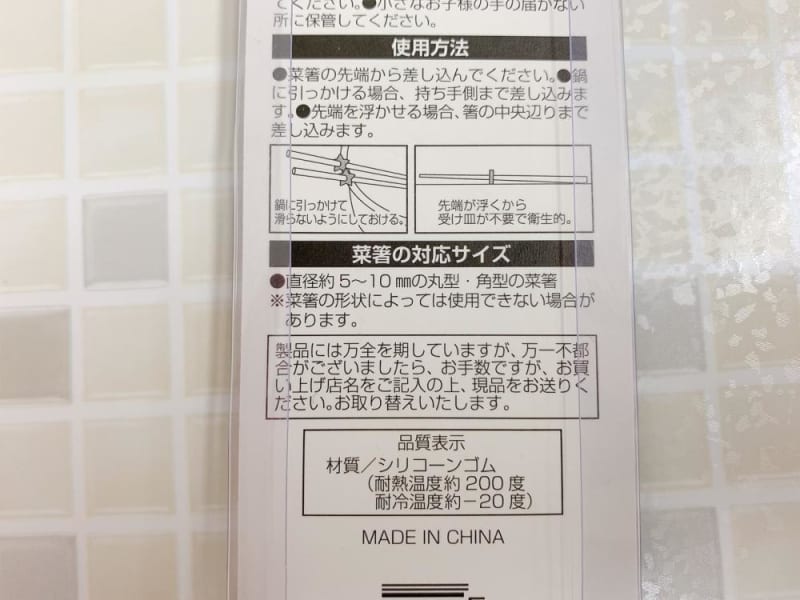 てください。●小さなお子様の手の届かない
所に保管してください。
使用方法
●菜箸の先端から差し込んでください。●鍋
に引っかける場合、持ち手側まで差し込みま
す。●先端を浮かせる場合、箸の中央辺りまで
差し込みます。
鍋に引っかけて
滑らないようにしておける。
先端が浮くから
受け皿が不要で衛生的。
菜箸の対応サイズ
●直径約5〜10㎜の丸型・角型の菜箸
※菜箸の形状によっては使用できない場合が
あります。
製品には万全を期していますが、万一不都
合がございましたら、お手数ですが、お買
い上げ店名をご記入の上、現品をお送りく
ださい。お取り替えいたします。
品質表示
材質／シリコーンゴム
（耐熱温度約200度
耐冷温度約－20度）
MADE IN CHINA